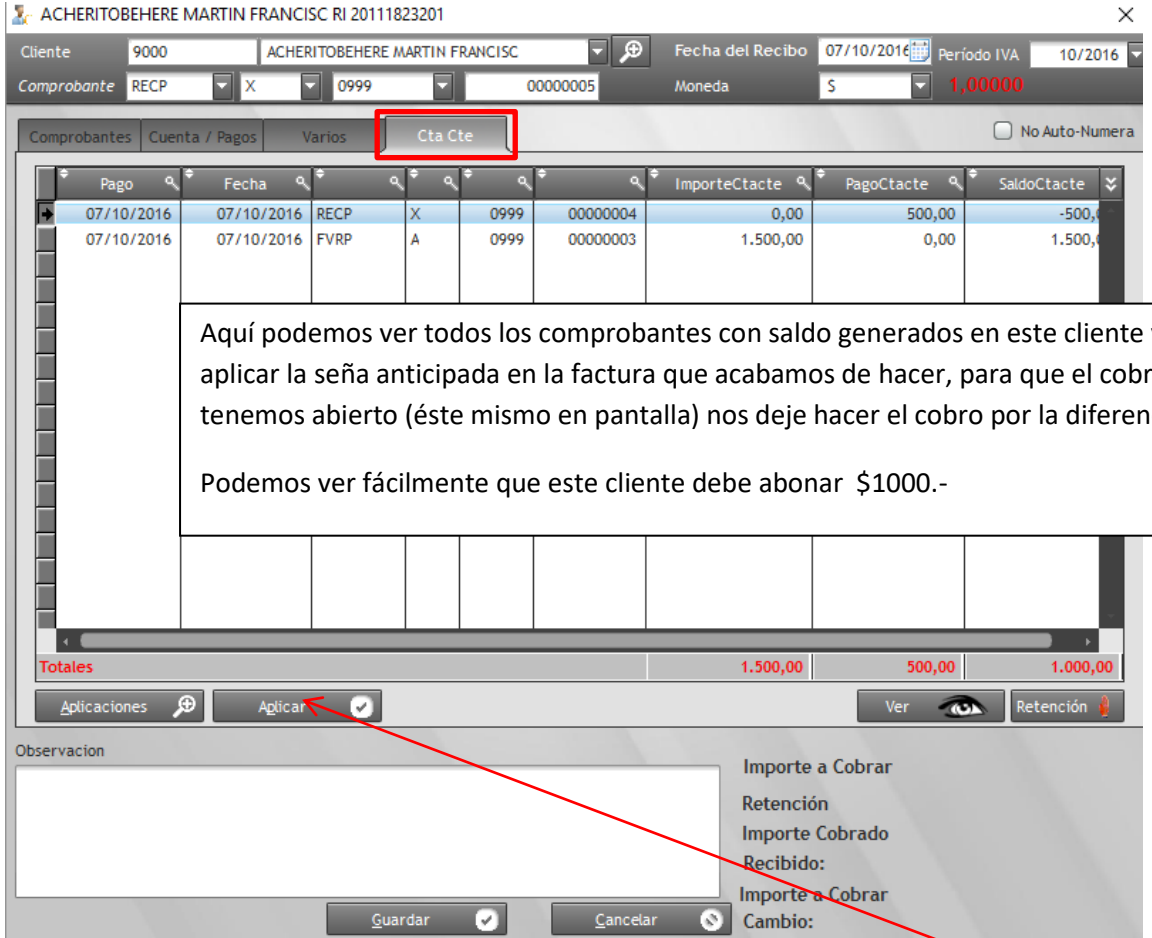 ACHERITOBEHERE MARTIN FRANCISC RI 20111823201
Cliente 9000 ACHERITOBEHERE MARTIN FRANCISC Fecha del Recibo 07/10/2016 Período IVA 10/2016
Comprobante RECP X 0999 00000005 Moneda $ 1,00000
Comprobantes Cuenta / Pagos Varios Cta Cte No Auto-Numera
Pago Fecha ImporteCtacte PagoCtacte SaldoCtacte
07/10/2016 07/10/2016 RECP X 0999 00000004 0,00 500,00 -500,
07/10/2016 07/10/2016 FVRP A 0999 00000003 1.500,00 0,00 1.500,
Aquí podemos ver todos los comprobantes con saldo generados en este cliente
aplicar la seña anticipada en la factura que acabamos de hacer, para que el cobr
tenemos abierto (éste mismo en pantalla) nos deje hacer el cobro por la diferen
Podemos ver fácilmente que este cliente debe abonar $1000.-
Totales 1.500,00 500,00 1.000,00
Aplicaciones Aplicar Ver Retención
Observacion
Importe a Cobrar
Retención
Importe Cobrado
Recibido:
Importe a Cobrar
Guardar Cancelar Cambio: